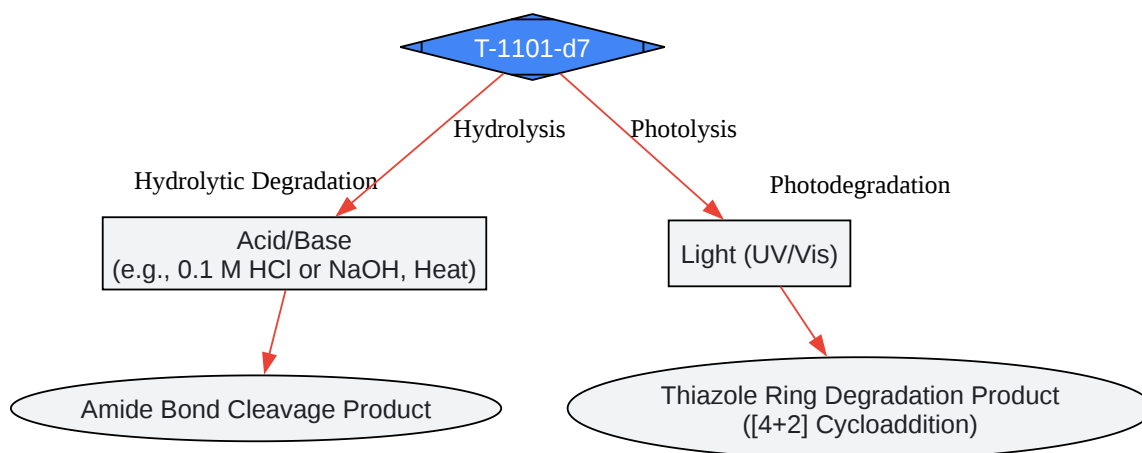 T-1101-d7
Hydrolysis
Photolysis
Hydrolytic Degradation
Photodegradation
Acid/Base
(e.g., 0.1 M HCl or NaOH, Heat)
Light (UV/Vis)
Amide Bond Cleavage Product
Thiazole Ring Degradation Product
([4+2] Cycloaddition)